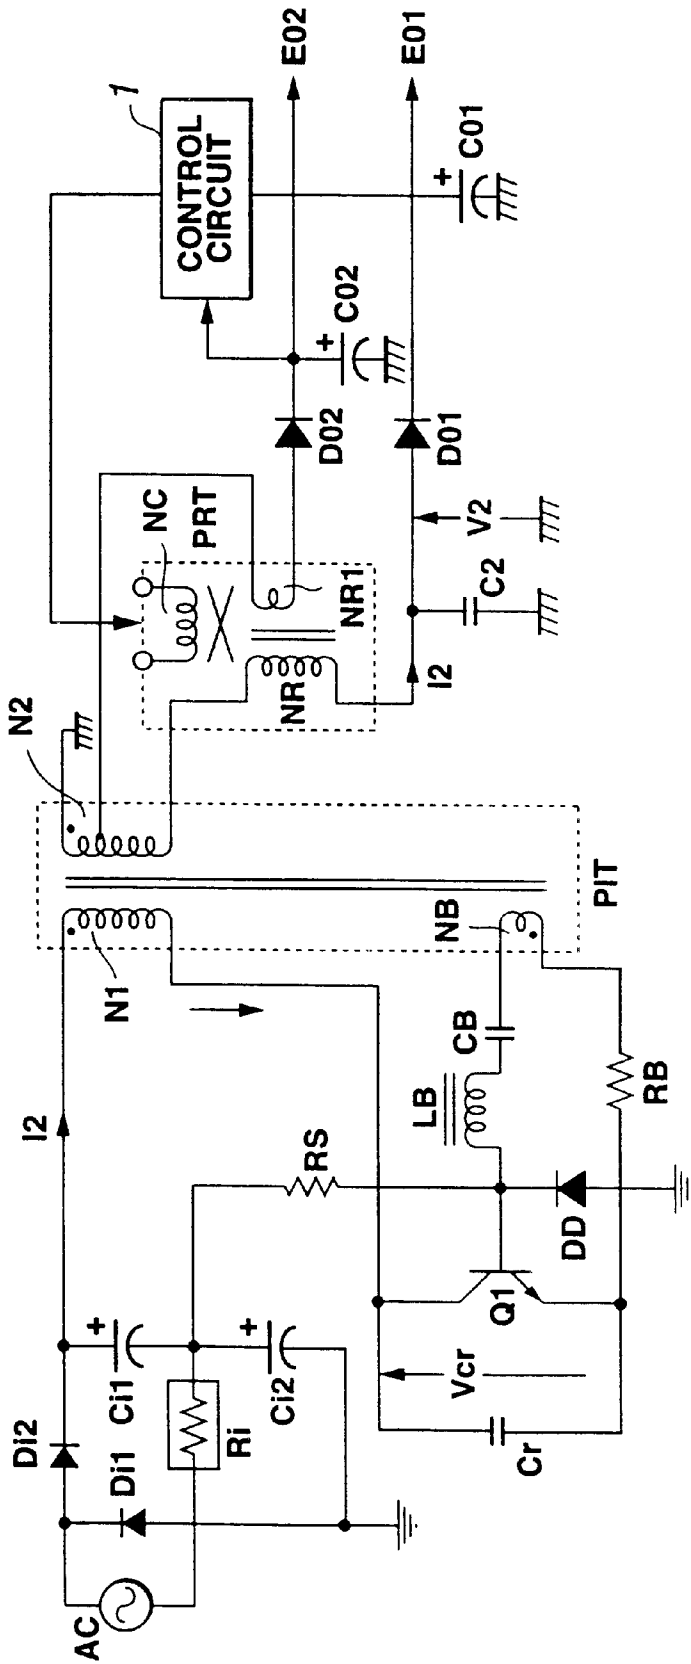 AC
Di2
Di1
Ri
Ci1
Ci2
I2
RS
Vcr
Cr
Q1
DD
LB
CB
RB
N1
NB
PIT
N2
NR
NR1
NC
PRT
I2
C2
V2
D02
D01
C02
C01
CONTROL
CIRCUIT
1
E02
E01
+
+
+
+